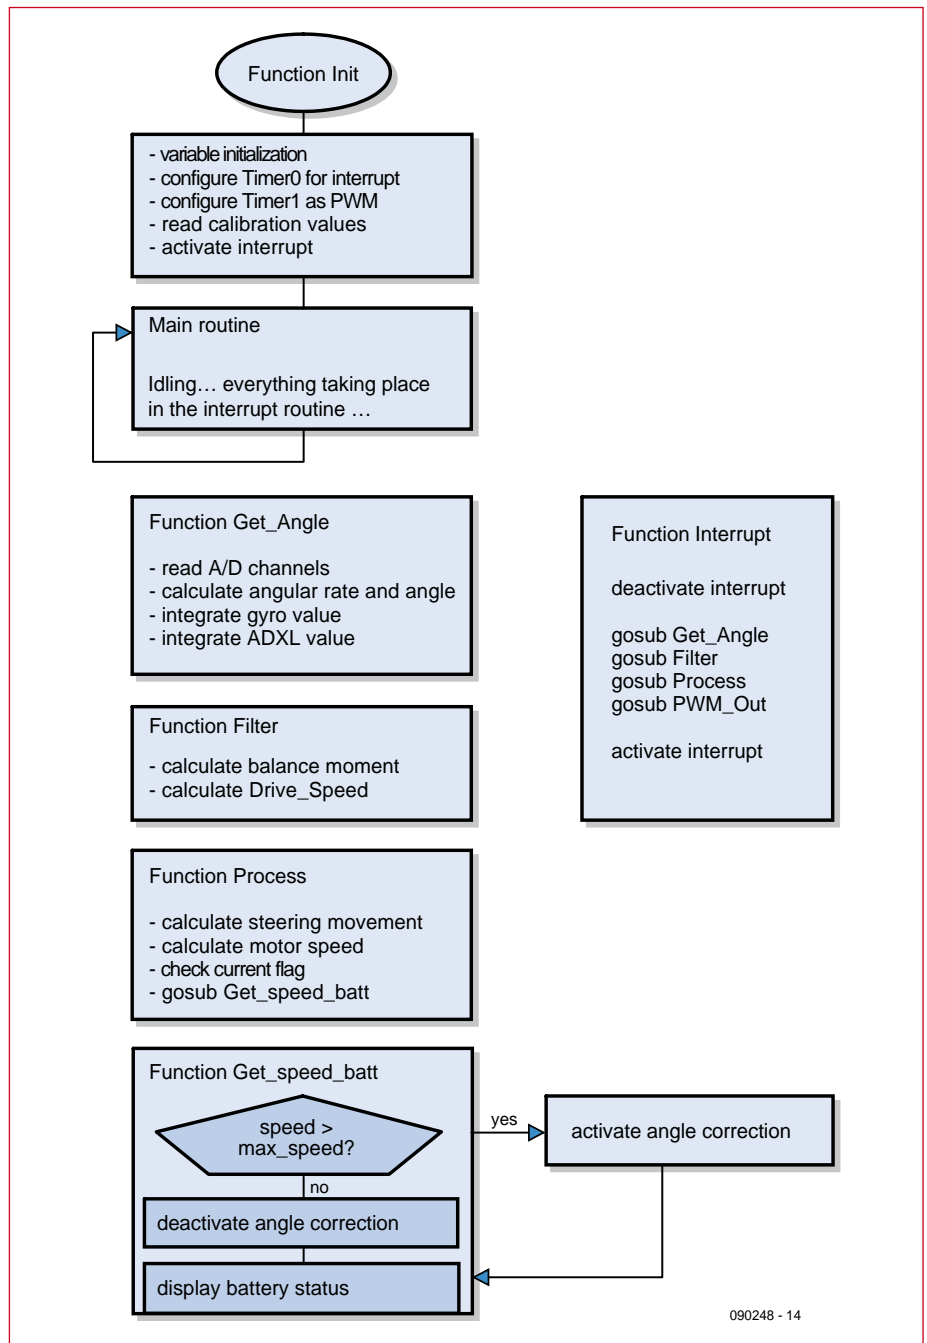 Function Init
- variable initialization
- configure Timer0 for interrupt
- configure Timer1 as PWM
- read calibration values
- activate interrupt
Main routine
Idling… everything taking place
in the interrupt routine …
Function Get_Angle
- read A/D channels
- calculate angular rate and angle
- integrate gyro value
- integrate ADXL value
Function Interrupt
deactivate interrupt
gosub Get_Angle
gosub Filter
gosub Process
gosub PWM_Out
activate interrupt
Function Filter
- calculate balance moment
- calculate Drive_Speed
Function Process
- calculate steering movement
- calculate motor speed
- check current flag
- gosub Get_speed_batt
Function Get_speed_batt
speed >
max_speed?
yes
activate angle correction
no
deactivate angle correction
display battery status
090248 - 14